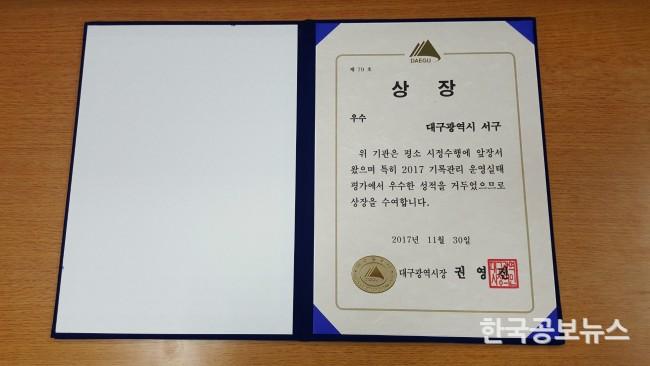 DAEGU
제 70 호
상 장
우수
대구광역시 서구
위 기관은 평소 시정수행에 앞장서
왔으며 특히 2017 기록관리 운영실태
평가에서 우수한 성적을 거두었으므로
상장을 수여합니다.
2017년 11월 30일
대구광역시장 권 영 진
한국공보뉴스